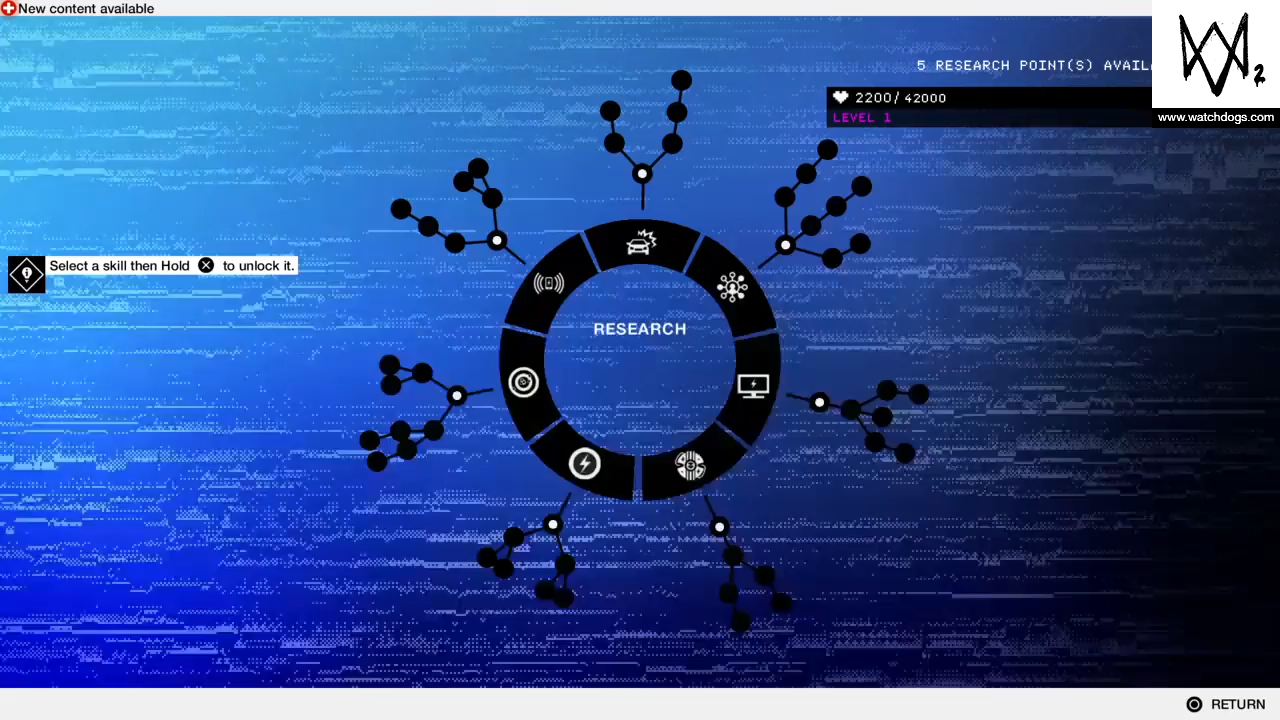 New content available
5 RESEARCH POINT(S)
2200/ 42000
LEVEL 1
2
www.watchdogs.com
Select a skill then Hold to unlock it.
RESEARCH
RETURN